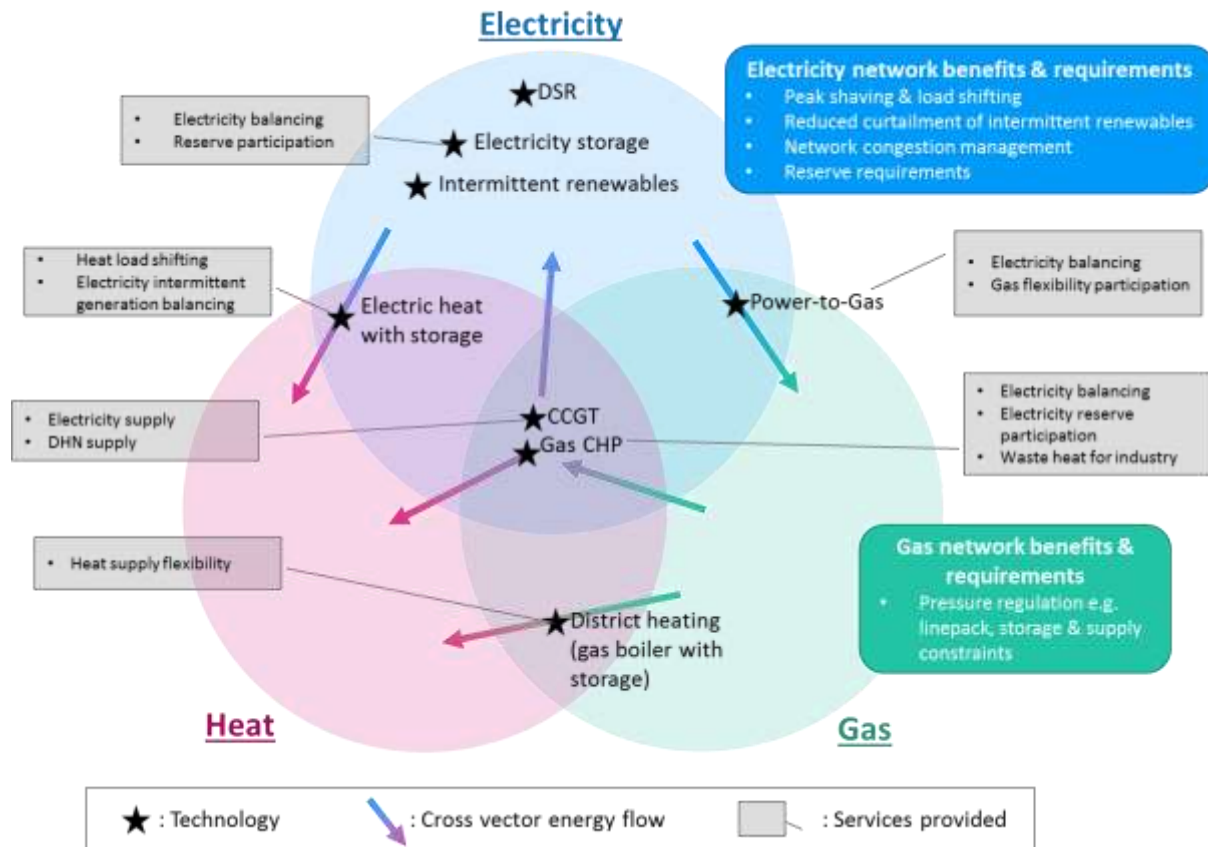 Electricity
DSR
Electricity storage
Intermittent renewables
• Electricity balancing
• Reserve participation
Electricity network benefits & requirements
• Peak shaving & load shifting
• Reduced curtailment of intermittent renewables
• Network congestion management
• Reserve requirements
• Heat load shifting
• Electricity intermittent
generation balancing
Electric heat
with storage
Power-to-Gas
• Electricity balancing
• Gas flexibility participation
• Electricity supply
• DHN supply
CCGT
Gas CHP
• Electricity balancing
• Electricity reserve
participation
• Waste heat for industry
• Heat supply flexibility
District heating
(gas boiler with
storage)
Gas network benefits &
requirements
• Pressure regulation e.g.
linepack, storage & supply
constraints
Heat
Gas
: Technology
: Cross vector energy flow
: Services provided